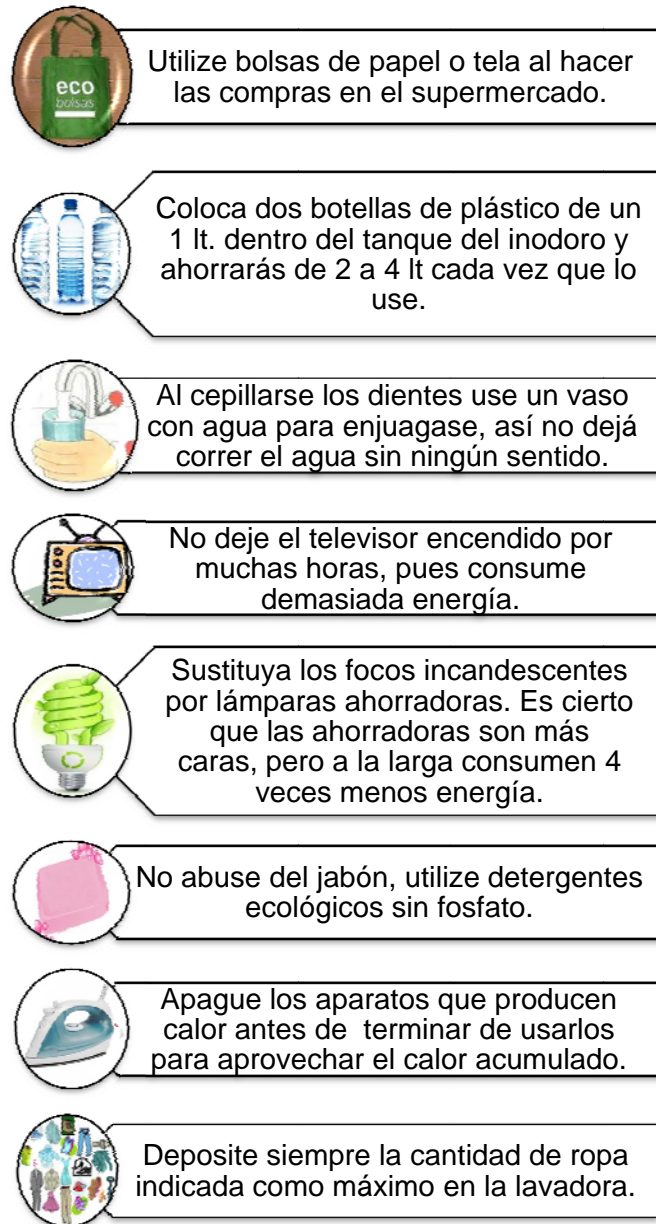 eco
bolsas
Utilize bolsas de papel o tela al hacer
las compras en el supermercado.
Coloca dos botellas de plástico de un
1 lt. dentro del tanque del inodoro y
ahorrarás de 2 a 4 lt cada vez que lo
use.
Al cepillarse los dientes use un vaso
con agua para enjuagase, así no dejá
correr el agua sin ningún sentido.
No deje el televisor encendido por
muchas horas, pues consume
demasiada energía.
Sustituya los focos incandescentes
por lámparas ahorradoras. Es cierto
que las ahorradoras son más
caras, pero a la larga consumen 4
veces menos energía.
No abuse del jabón, utilize detergentes
ecológicos sin fosfato.
Apague los aparatos que producen
calor antes de  terminar de usarlos
para aprovechar el calor acumulado.
Deposite siempre la cantidad de ropa
indicada como máximo en la lavadora.